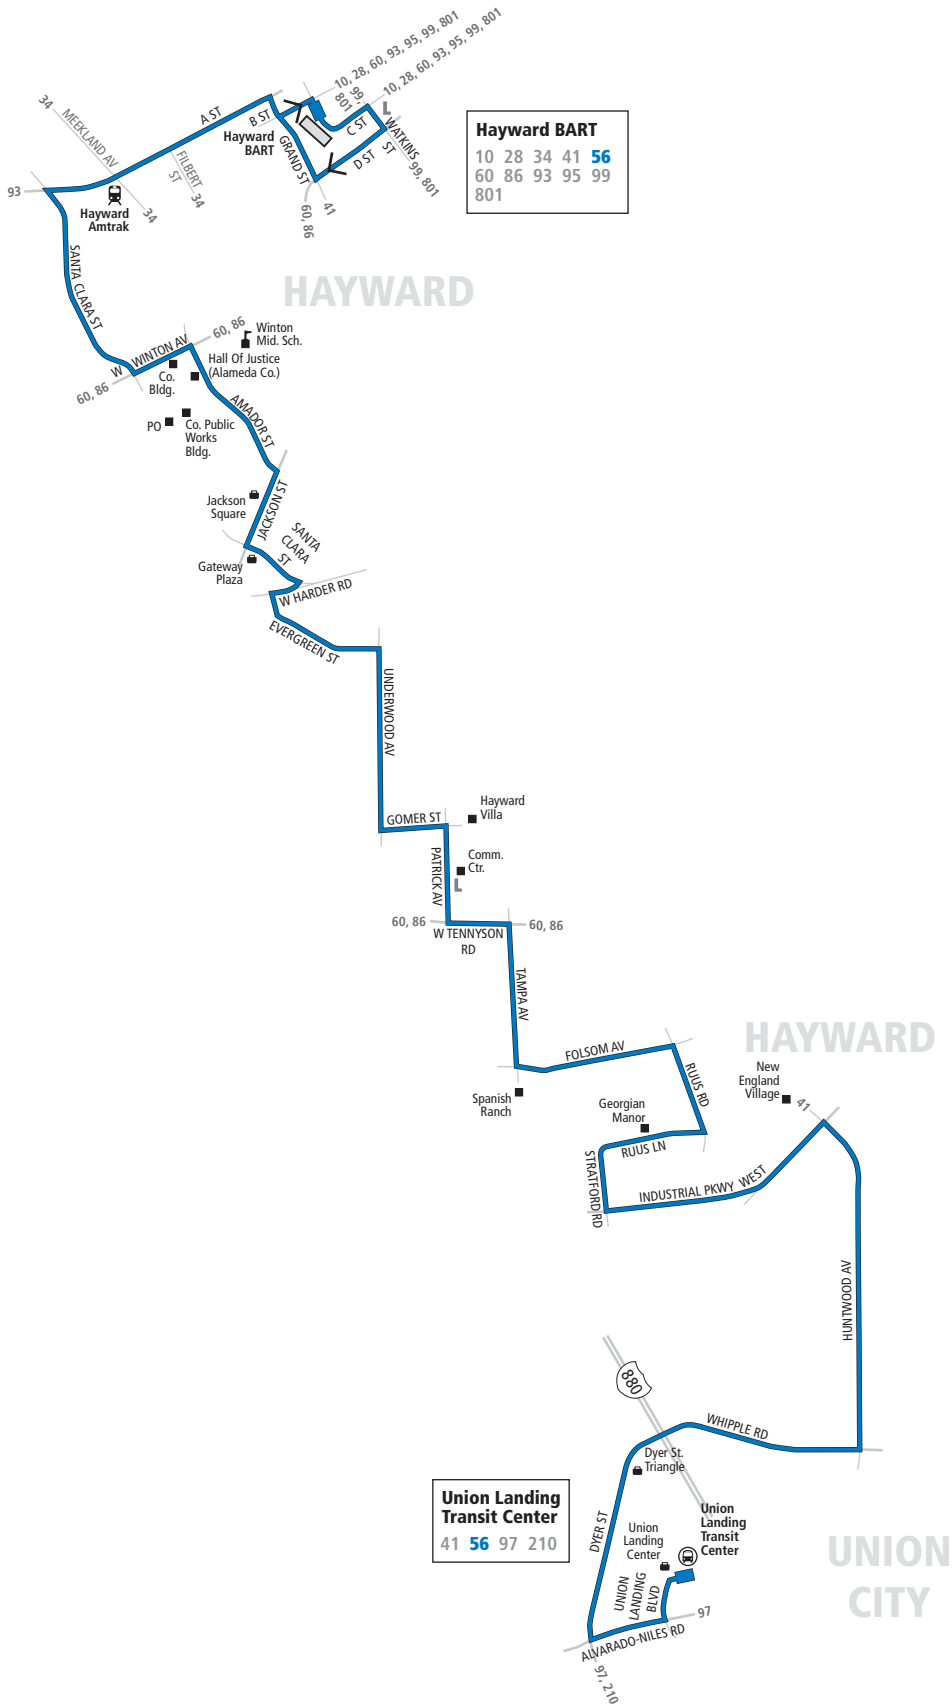 10, 28, 60, 93, 95, 99, 801
10, 28, 60, 93, 95, 99, 801
99,
801
34
MEEKLAND AV
A ST
B ST
C ST
WATKINS
ST
D ST
99, 801
Hayward
BART
GRAND ST
FILBERT
ST
34
34
93
Hayward
Amtrak
60, 86
41
Hayward BART
10 28 34 41 56
60 86 93 95 99
801
HAYWARD
SANTA CLARA ST
60, 86
Winton
Mid. Sch.
W WINTON AV
60, 86
Hall Of Justice
(Alameda Co.)
Co.
Bldg.
PO
Co. Public
Works
Bldg.
AMADOR ST
Jackson
Square
JACKSON ST
SANTA
CLARA
ST
Gateway
Plaza
W HARDER RD
EVERGREEN ST
UNDERWOOD AV
GOMER ST
Hayward
Villa
PATRICK AV
Comm.
Ctr.
60, 86
60, 86
W TENNYSON
RD
TAMPA AV
HAYWARD
FOLSOM AV
RUUS RD
New
England
Village
41
Spanish
Ranch
Georgian
Manor
RUUS LN
STRATFORD RD
INDUSTRIAL PKWY WEST
HUNTWOOD AV
880
WHIPPLE RD
Dyer St.
Triangle
Union Landing
Transit Center
41 56 97 210
DYER ST
Union
Landing
Center
Union
Landing
Transit
Center
UNION
LANDING
BLVD
97
ALVARADO-NILES RD
97, 210
UNION
CITY